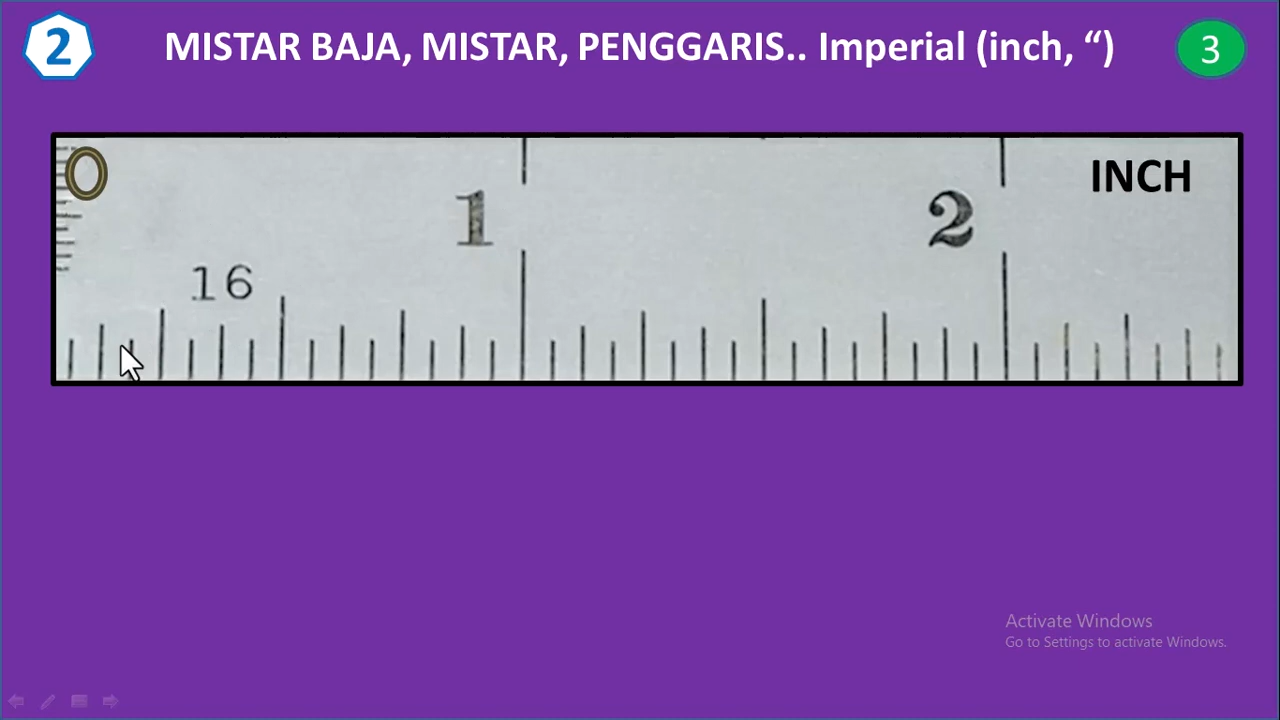 2
MISTAR BAJA, MISTAR, PENGGARIS.. Imperial (inch, “)
3
0
INCH
1
2
16
Activate Windows
Go to Settings to activate Windows.